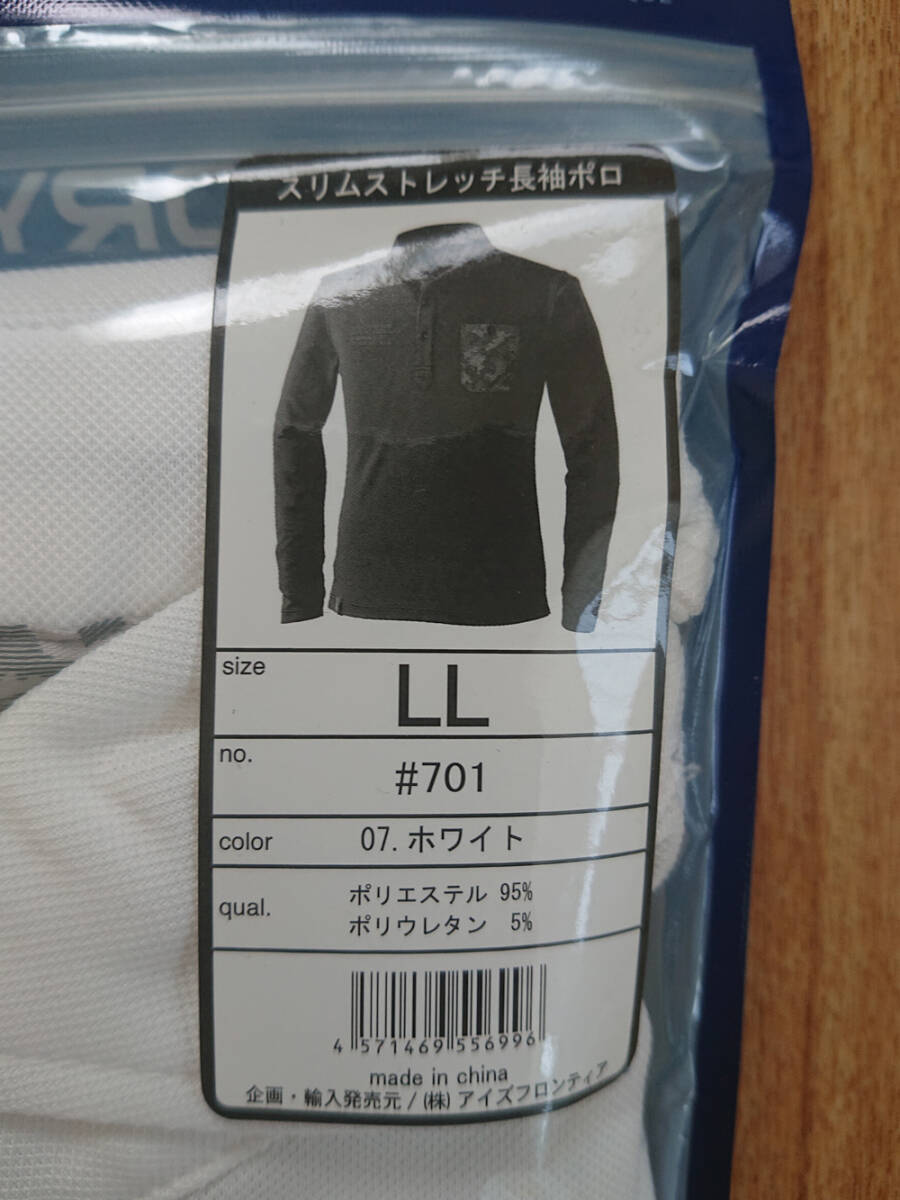 スリムストレッチ長袖ポロ
size
LL
no.
#701
color
07.ホワイト
qual.
ポリエステル 95%
ポリウレタン 5%
4 571469 556996
made in china
企画・輸入発売元/(株)アイズフロンティア